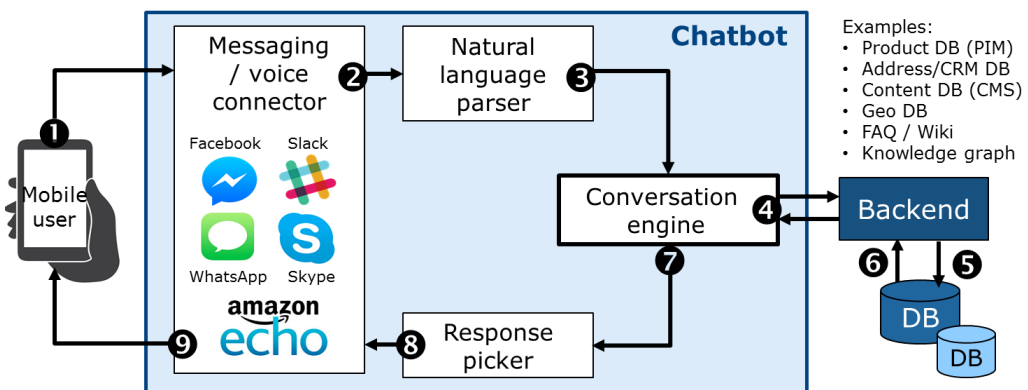 Chatbot
Messaging
/ voice
connector
Facebook
Slack
WhatsApp
Skype
amazon
echo
S
Natural
language
parser
Conversation
engine
Response
picker
Mobile
user
Backend
DB
DB
Examples:
• Product DB (PIM)
• Address/CRM DB
• Content DB (CMS)
• Geo DB
• FAQ / Wiki
• Knowledge graph
1
2
3
4
5
6
7
8
9